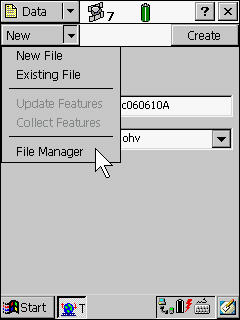 Data 7 ? X
New Create
New File
Existing File
Update Features
c060610A
Collect Features
ohv
File Manager
Start T